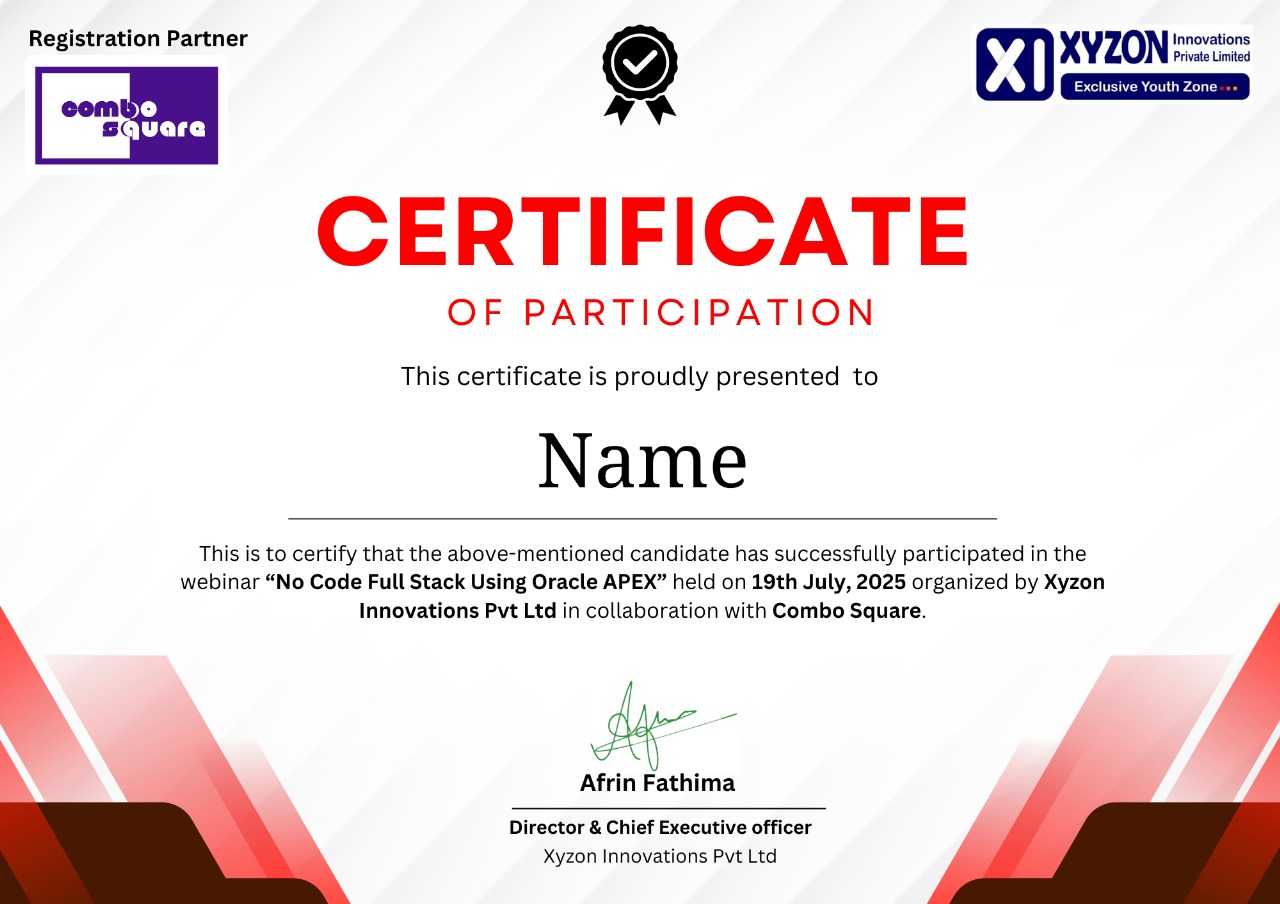 Registration Partner
combo
square
XI XYZON Innovations
Private Limited
Exclusive Youth Zone
CERTIFICATE
OF PARTICIPATION
This certificate is proudly presented to
Name
This is to certify that the above-mentioned candidate has successfully participated in the
webinar “No Code Full Stack Using Oracle APEX” held on 19th July, 2025 organized by Xyzon
Innovations Pvt Ltd in collaboration with Combo Square.
Afrin Fathima
Director & Chief Executive officer
Xyzon Innovations Pvt Ltd